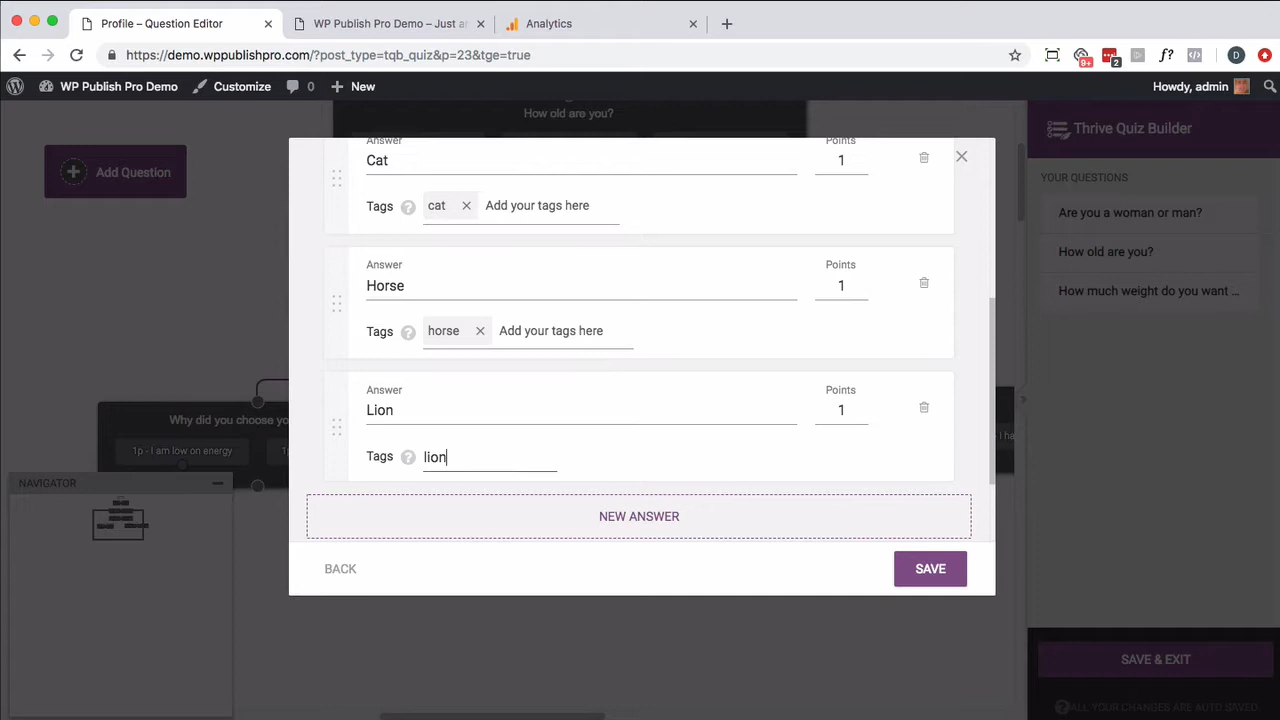 Profile – Question Editor
WP Publish Pro Demo – Just ar
Analytics
https://demo.wppublishpro.com/?post_type=tqb_quiz&p=23&tge=true
9+
2
f?
D
WP Publish Pro Demo
Customize
0
New
Howdy, admin
How old are you?
Thrive Quiz Builder
Add Question
YOUR QUESTIONS
Are you a woman or man?
How old are you?
How much weight do you want ...
Answer
Points
Cat
1
Tags ? cat Add your tags here
Answer
Points
Horse
1
Tags ? horse Add your tags here
Answer
Points
Lion
1
Tags ? lion
NEW ANSWER
BACK
SAVE
Why did you choose yo
1p - I am low on energy
1p
NAVIGATOR
SAVE & EXIT
? ALL YOUR CHANGES ARE AUTO SAVED.